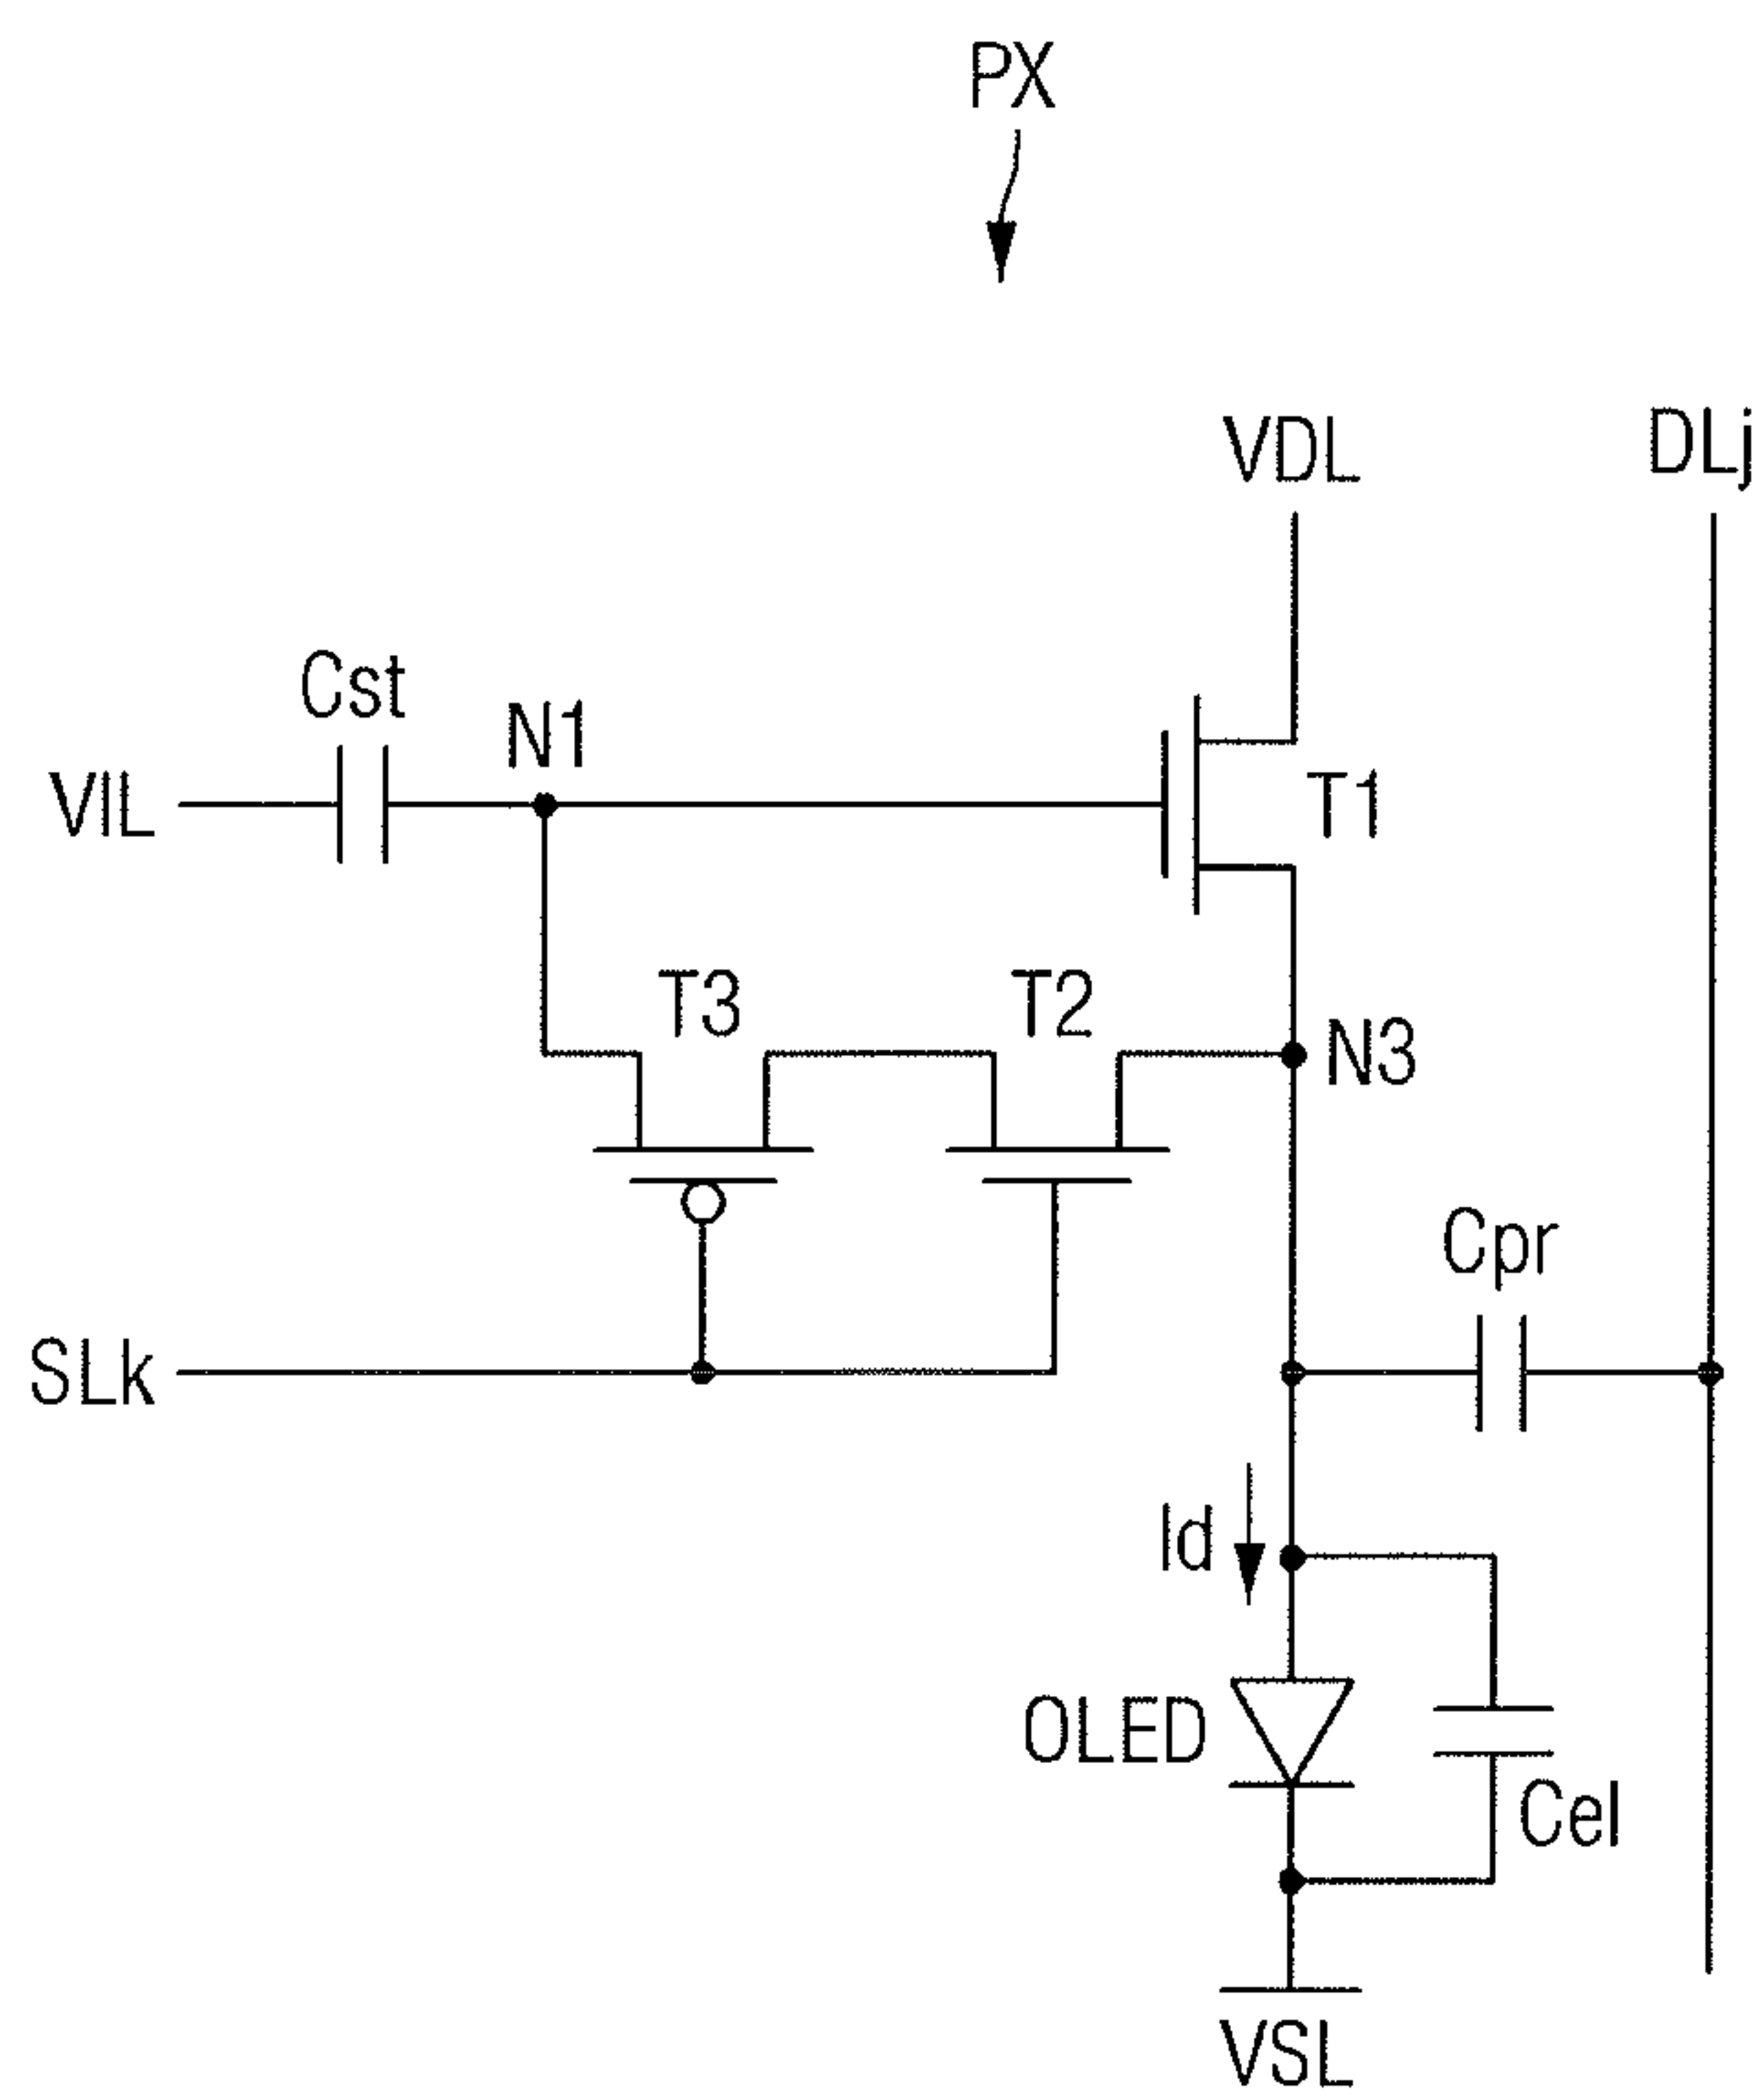 PX
VDL
DLj
Cst
N1
VIL
T1
T3
T2
N3
Cpr
SLk
Id
OLED
Cel
VSL